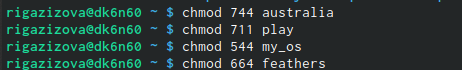 rigazizova@dk6n60 ~ $ chmod 744 australia
rigazizova@dk6n60 ~ $ chmod 711 play
rigazizova@dk6n60 ~ $ chmod 544 my_os
rigazizova@dk6n60 ~ $ chmod 664 feathers